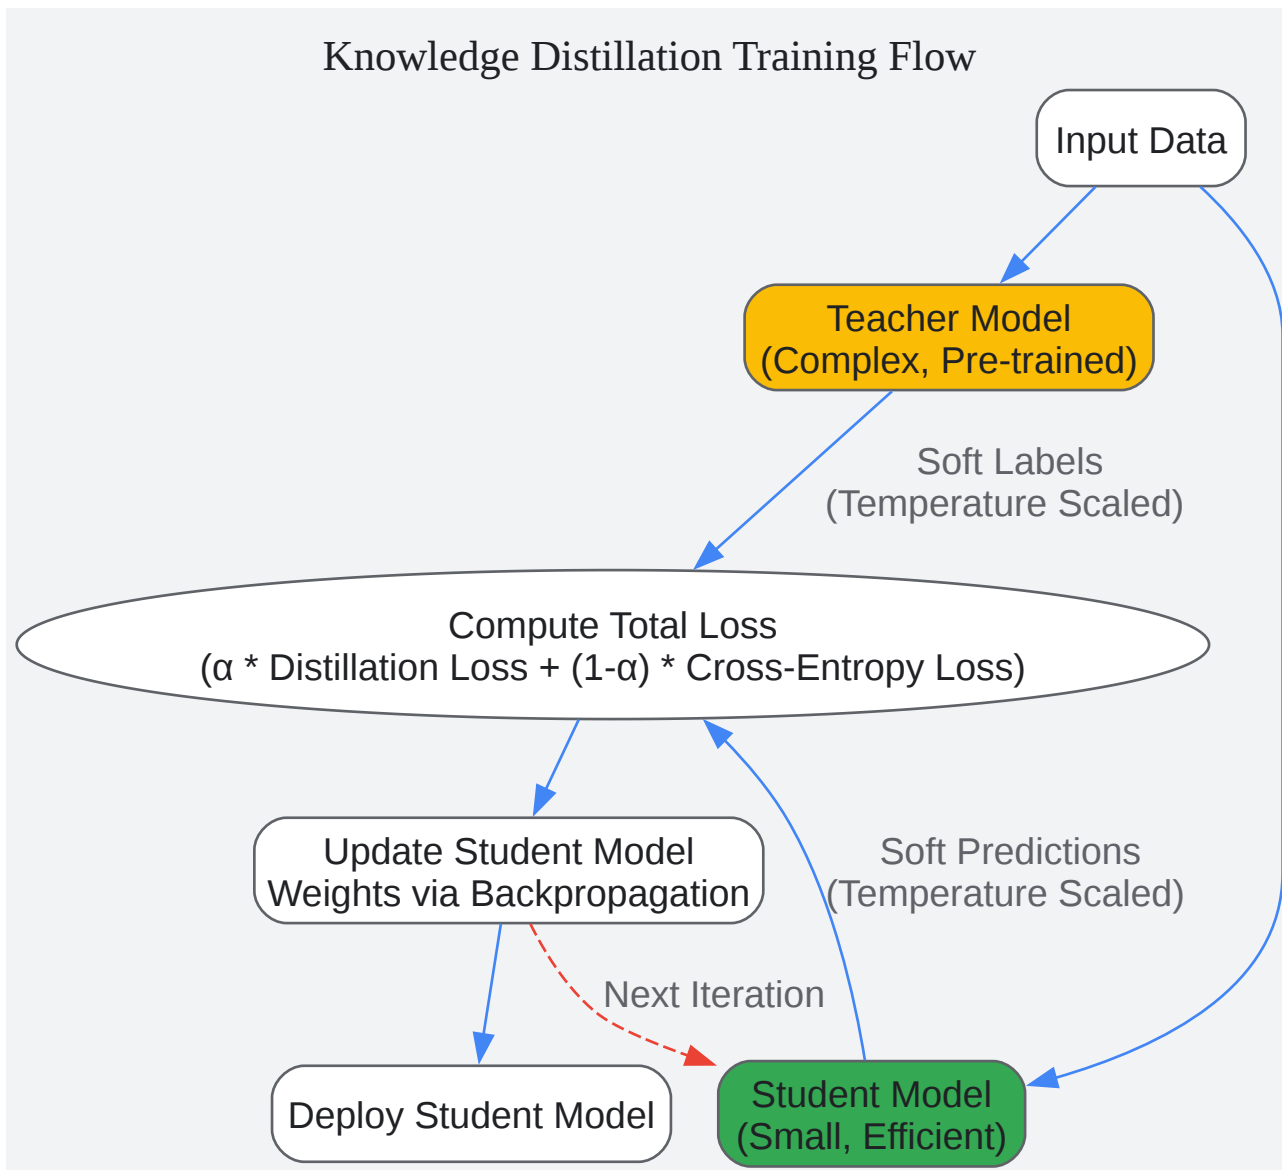 Knowledge Distillation Training Flow
Input Data
Teacher Model
(Complex, Pre-trained)
Soft Labels
(Temperature Scaled)
Compute Total Loss
(α * Distillation Loss + (1-α) * Cross-Entropy Loss)
Update Student Model
Weights via Backpropagation
Soft Predictions
(Temperature Scaled)
Next Iteration
Deploy Student Model
Student Model
(Small, Efficient)